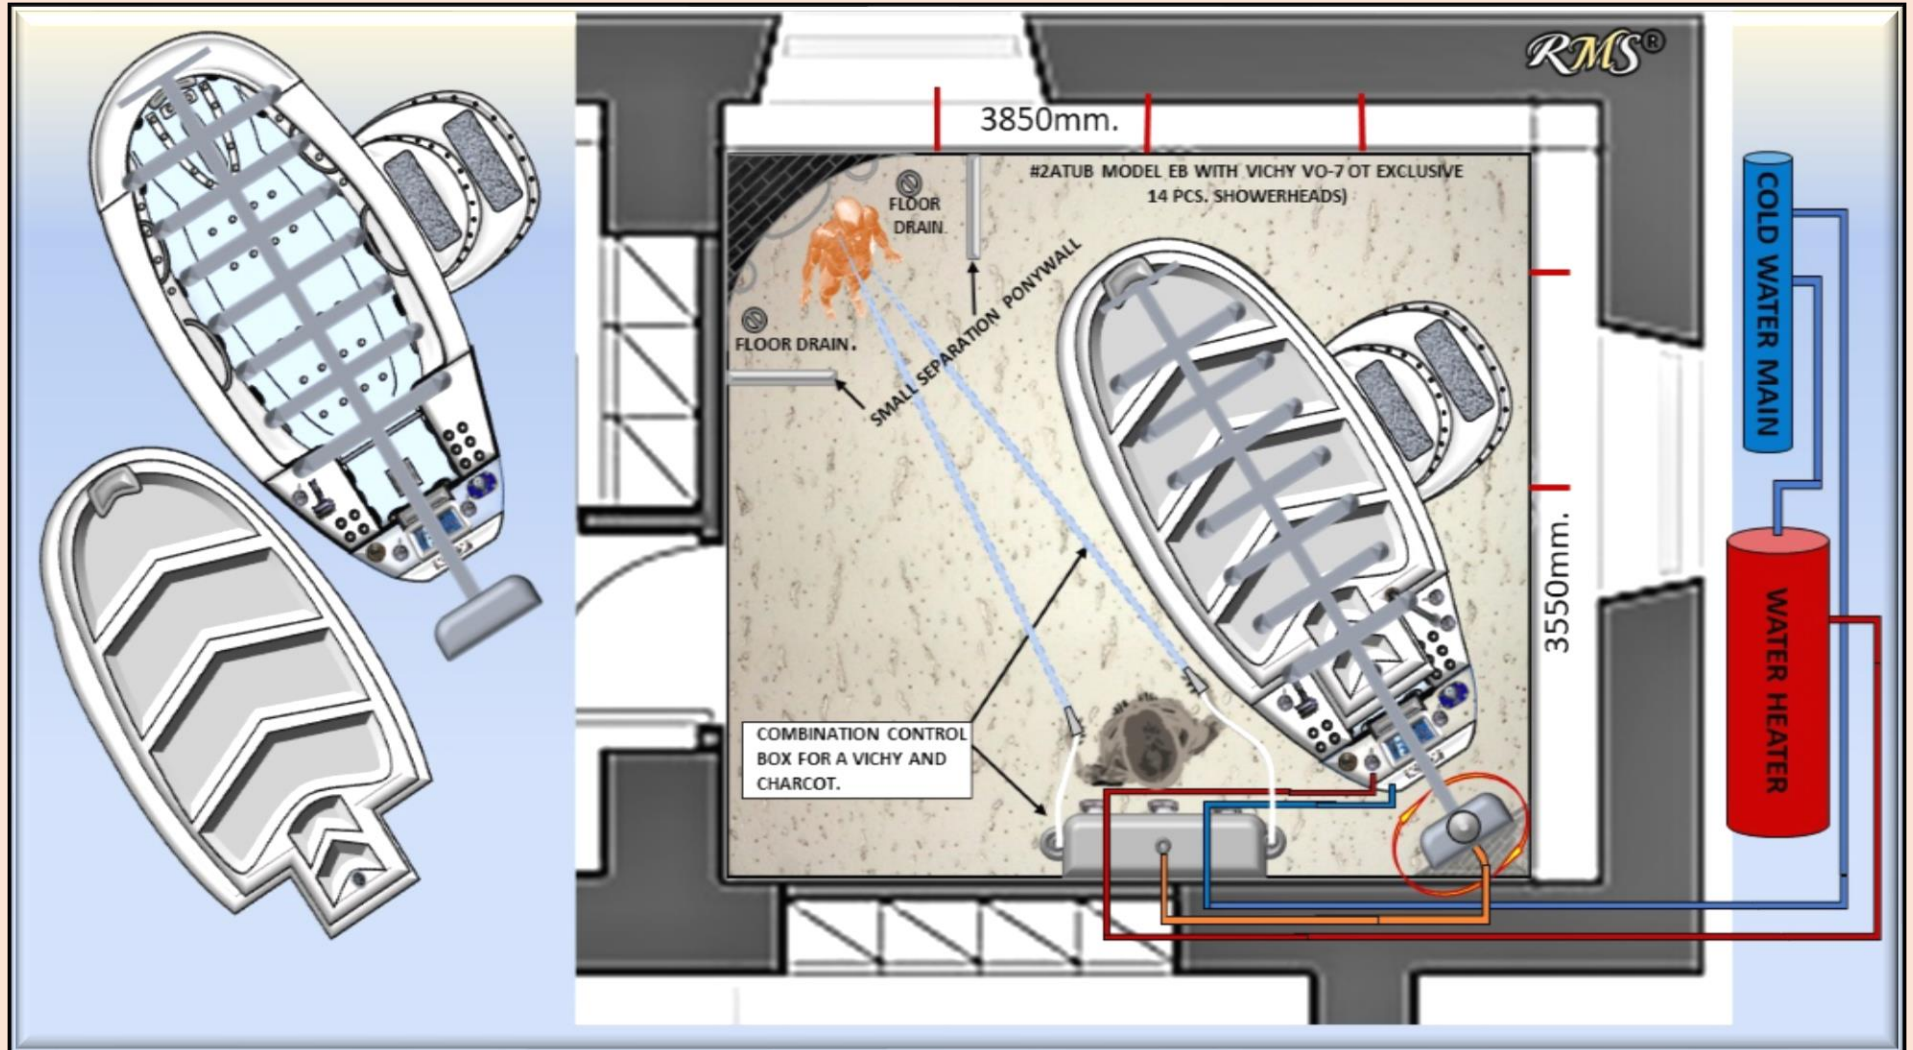 RMS®
3850mm.
#2ATUB MODEL EB WITH VICHY VO-7 OT EXCLUSIVE
14 PCS. SHOWERHEADS)
FLOOR
DRAIN.
FLOOR DRAIN.
SMALL SEPARATION PONYWALL
3550mm.
COMBINATION CONTROL
BOX FOR A VICHY AND
CHARCOT.
COLD WATER MAIN
WATER HEATER